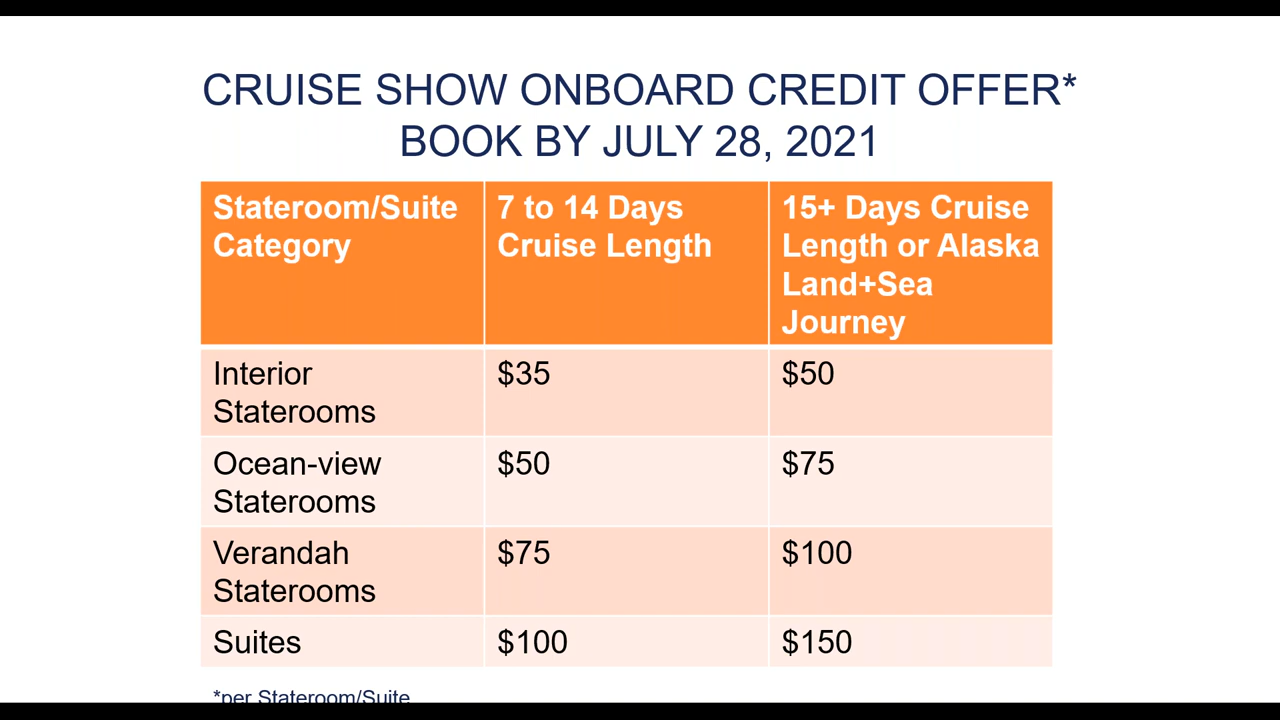 CRUISE SHOW ONBOARD CREDIT OFFER*
BOOK BY JULY 28, 2021
Stateroom/Suite
Category
7 to 14 Days
Cruise Length
15+ Days Cruise
Length or Alaska
Land+Sea
Journey
Interior
Staterooms
$35
$50
Ocean-view
Staterooms
$50
$75
Verandah
Staterooms
$75
$100
Suites
$100
$150
*per Stateroom/Suite